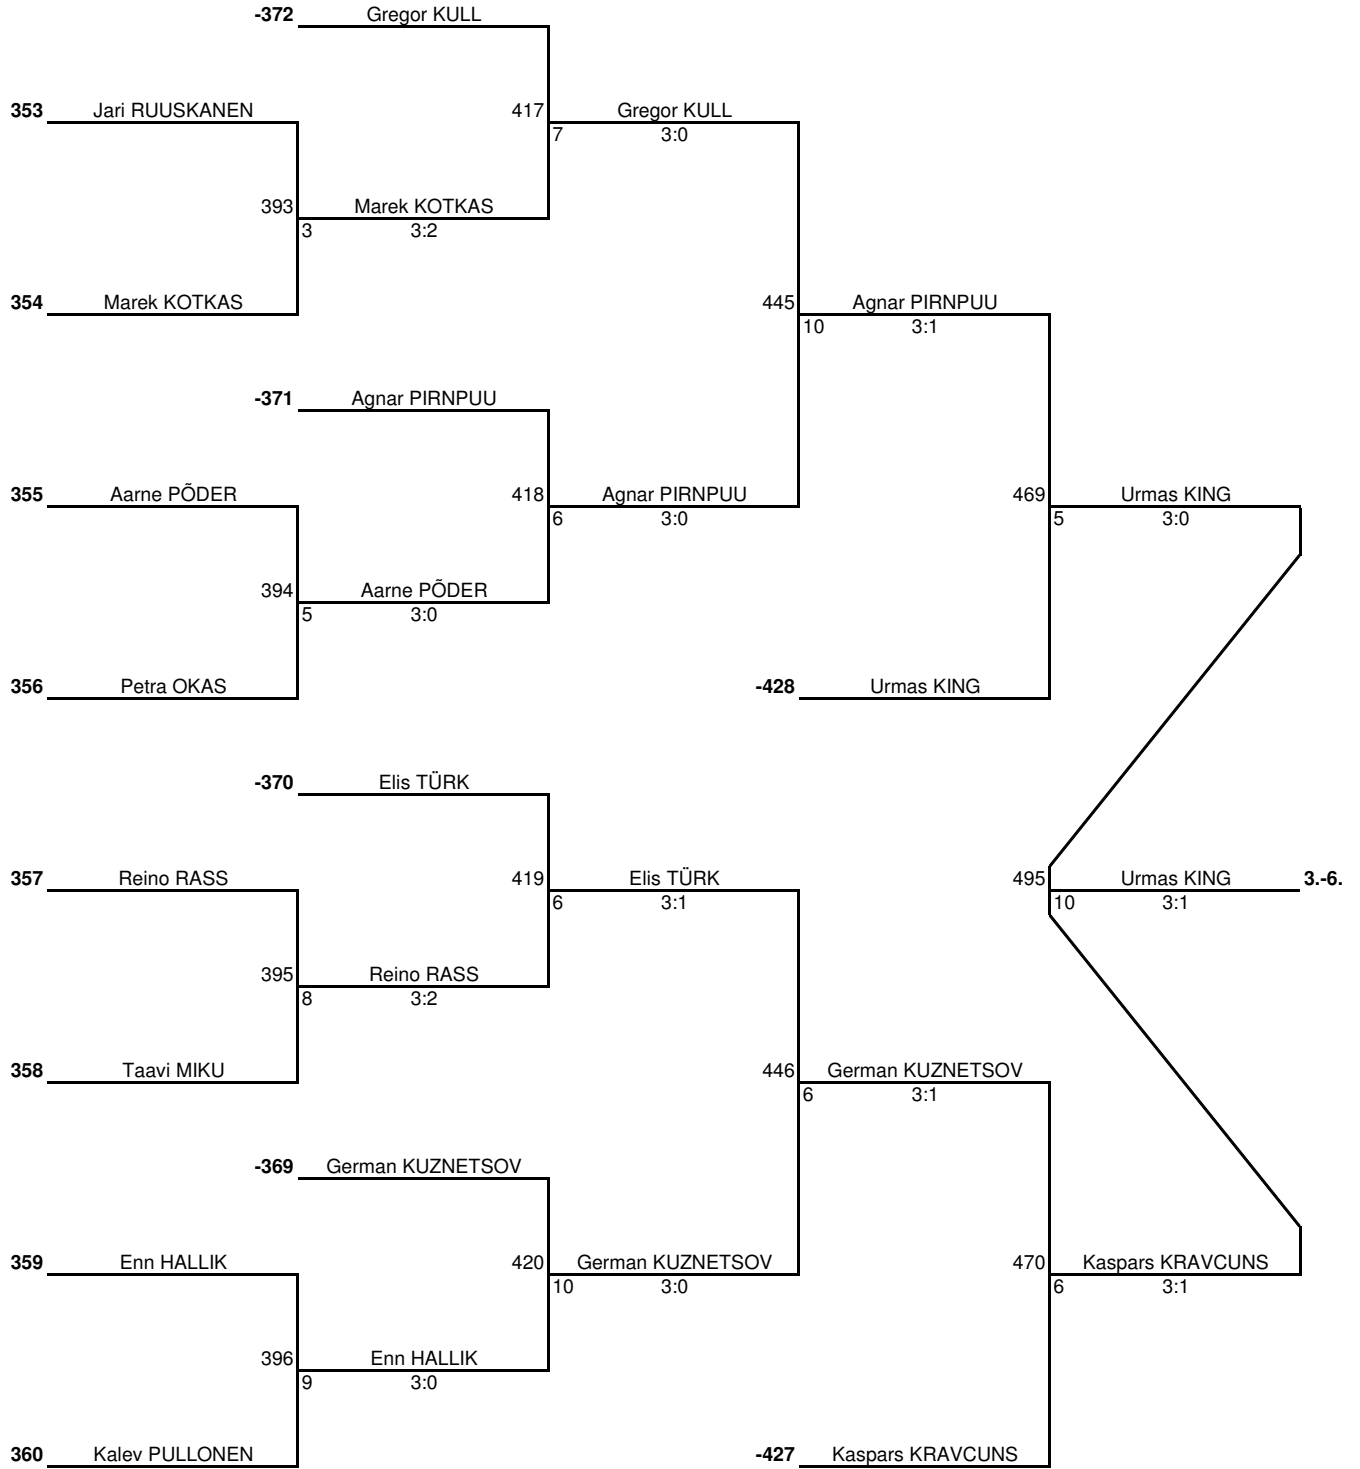 -372 Gregor KULL
353 Jari RUUSKANEN 417 Gregor KULL
7 3:0
393 Marek KOTKAS
3 3:2
354 Marek KOTKAS 445 Agnar PIRNPUU
10 3:1
-371 Agnar PIRNPUU
355 Aarne PÕDER 418 Agnar PIRNPUU 469 Urmas KING
6 3:0 5 3:0
394 Aarne PÕDER
5 3:0
356 Petra OKAS -428 Urmas KING
-370 Elis TÜRK
357 Reino RASS 419 Elis TÜRK 495 Urmas KING 3.-6.
6 3:1 10 3:1
395 Reino RASS
8 3:2
358 Taavi MIKU 446 German KUZNETSOV
6 3:1
-369 German KUZNETSOV
359 Enn HALLIK 420 German KUZNETSOV 470 Kaspars KRAVCUNS
10 3:0 6 3:1
396 Enn HALLIK
9 3:0
360 Kalev PULLONEN -427 Kaspars KRAVCUNS